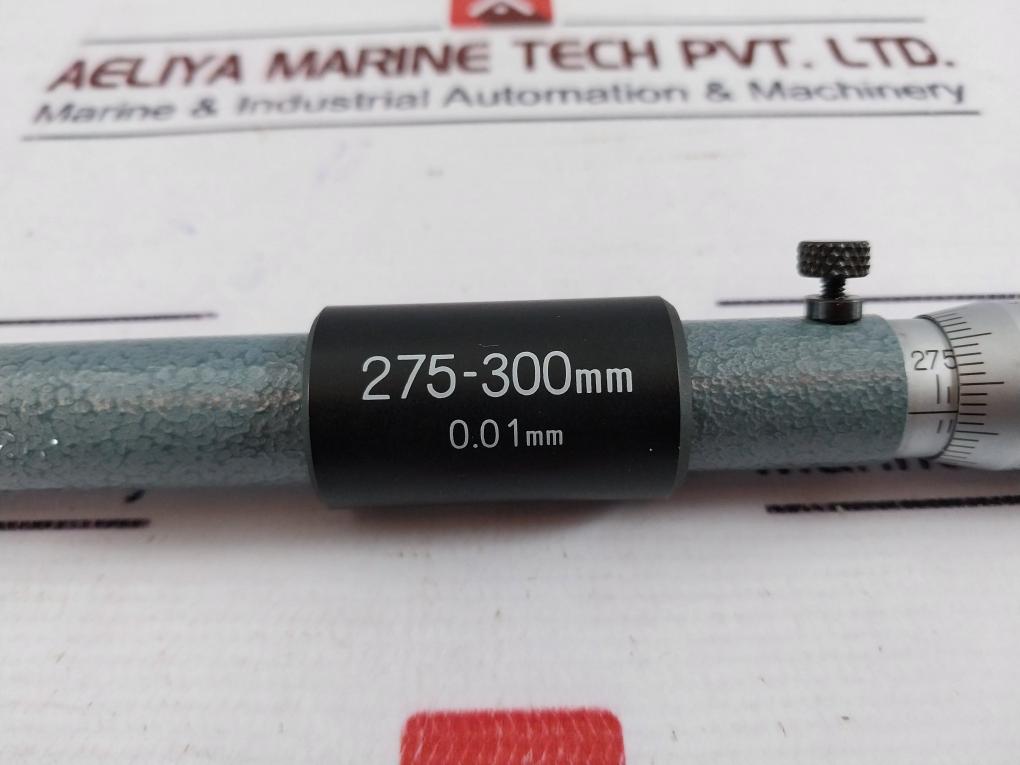 AELIYA MARINE TECH PVT. LTD.
Marine & Industrial Automation & Machinery
275-300mm
0.01mm
275